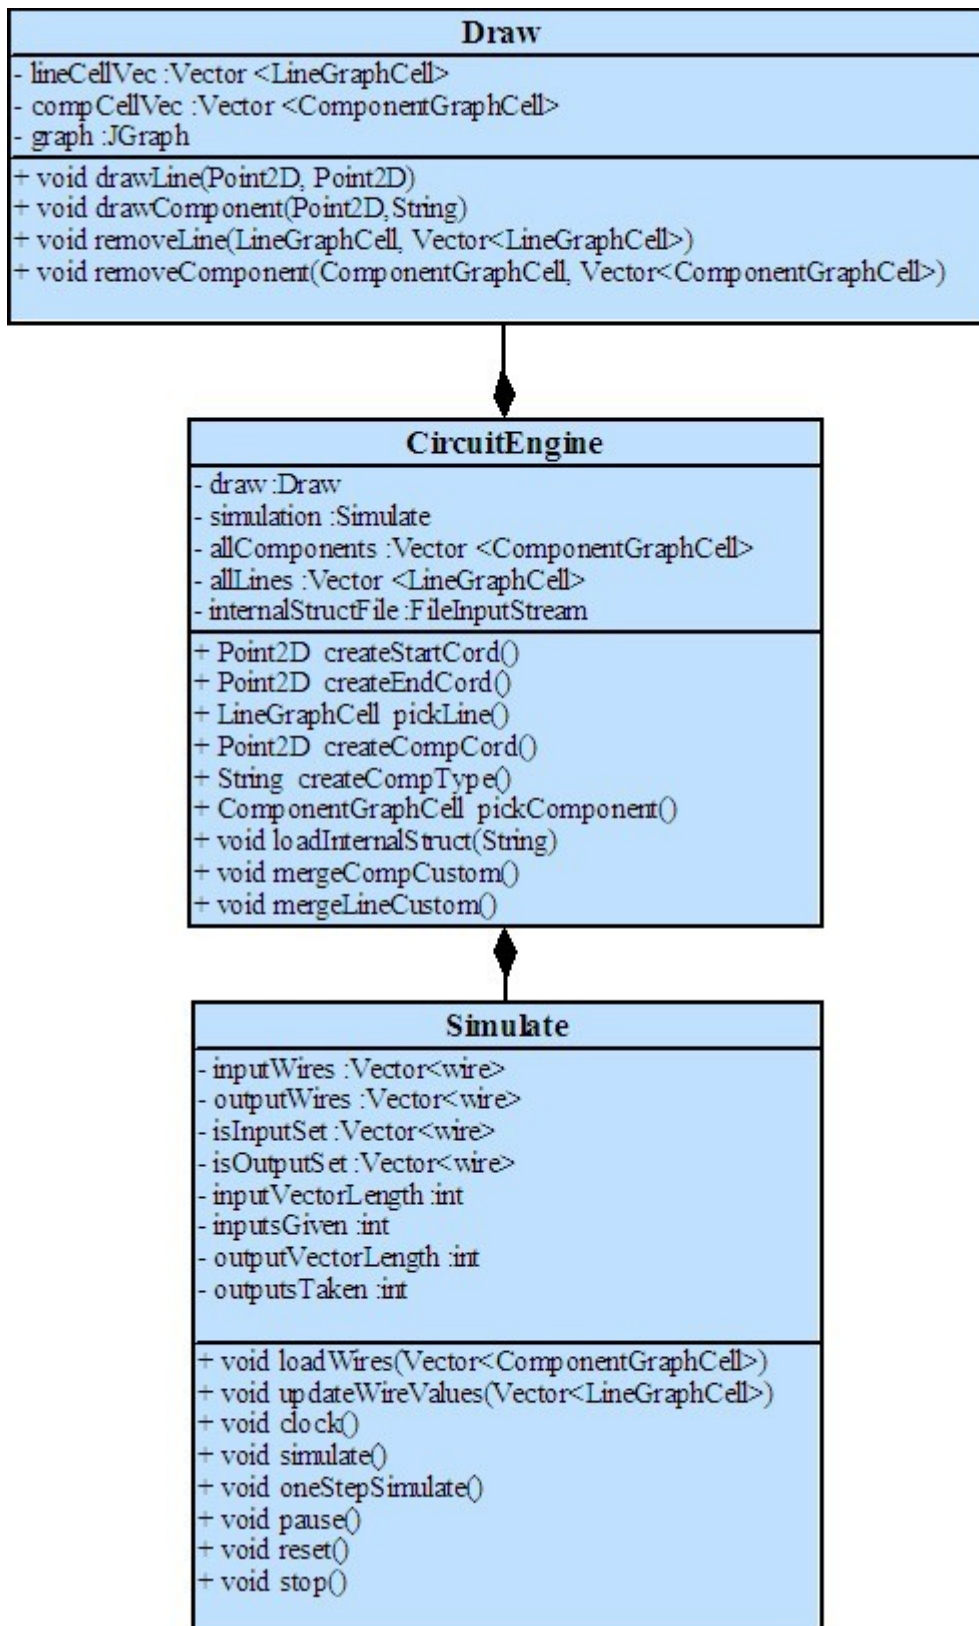 Draw
- lineCellVec :Vector <LineGraphCell>
- compCellVec :Vector <ComponentGraphCell>
- graph :JGraph
+ void drawLine(Point2D, Point2D)
+ void drawComponent(Point2D,String)
+ void removeLine(LineGraphCell, Vector<LineGraphCell>)
+ void removeComponent(ComponentGraphCell, Vector<ComponentGraphCell>)
CircuitEngine
- draw :Draw
- simulation :Simulate
- allComponents :Vector <ComponentGraphCell>
- allLines :Vector <LineGraphCell>
- internalStructFile :FileInputStream
+ Point2D createStartCord()
+ Point2D createEndCord()
+ LineGraphCell pickLine()
+ Point2D createCompCord()
+ String createCompType()
+ ComponentGraphCell pickComponent()
+ void loadInternalStruct(String)
+ void mergeCompCustom()
+ void mergeLineCustom()
Simulate
- inputWires :Vector<wire>
- outputWires :Vector<wire>
- isInputSet :Vector<wire>
- isOutputSet :Vector<wire>
- inputVectorLength :int
- inputsGiven :int
- outputVectorLength :int
- outputsTaken :int
+ void loadWires(Vector<ComponentGraphCell>)
+ void updateWireValues(Vector<LineGraphCell>)
+ void clock()
+ void simulate()
+ void oneStepSimulate()
+ void pause()
+ void reset()
+ void stop()